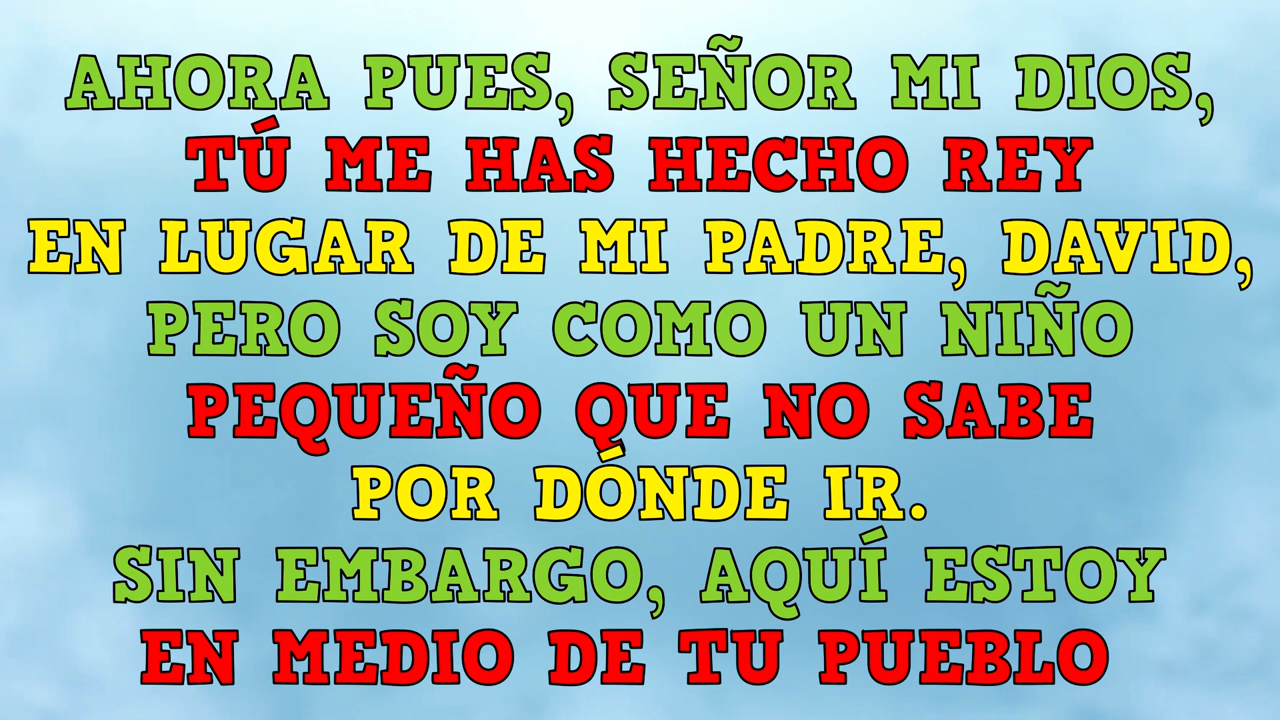 AHORA PUES, SEÑOR MI DIOS,
TÚ ME HAS HECHO REY
EN LUGAR DE MI PADRE, DAVID,
PERO SOY COMO UN NIÑO
PEQUEÑO QUE NO SABE
POR DÓNDE IR.
SIN EMBARGO, AQUÍ ESTOY
EN MEDIO DE TU PUEBLO